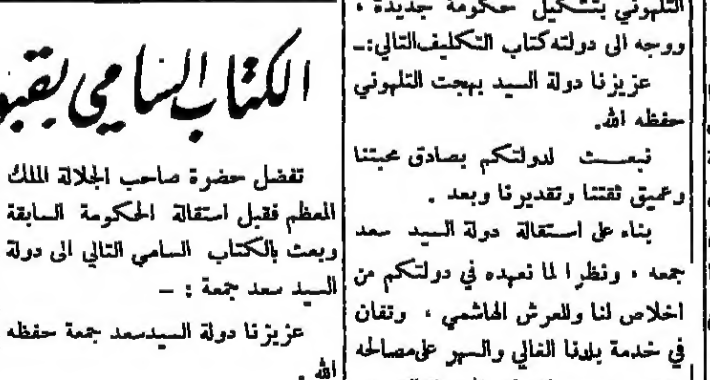 التلهوني بتشكيل حكومة جديدة ،
ووجه الى دولته كتاب التكليف التالي:ـ
عزيزنا دولة السيد بهجت التلهوني
حفظه الله.
نبعث لدولتكم بصادق محبتنا
وعميق ثقتنا وتقديرنا وبعد .
بناء على استقالة دولة السيد سعد
جمعه ، ونظرا لما نعهده في دولتكم من
اخلاص لنا وللعرش الهاشمي ، وتفان
في خدمة بلدنا الغالي والسهر على مصالحه
الكتاب السامي بقبو
تفضل حضرة صاحب الجلالة الملك
المعظم فقبل استقالة الحكومة السابقة
وبعث بالكتاب السامي التالي الى دولة
السيد سعد جمعة : –
عزيزنا دولة السيد سعد جمعة حفظه
الله .